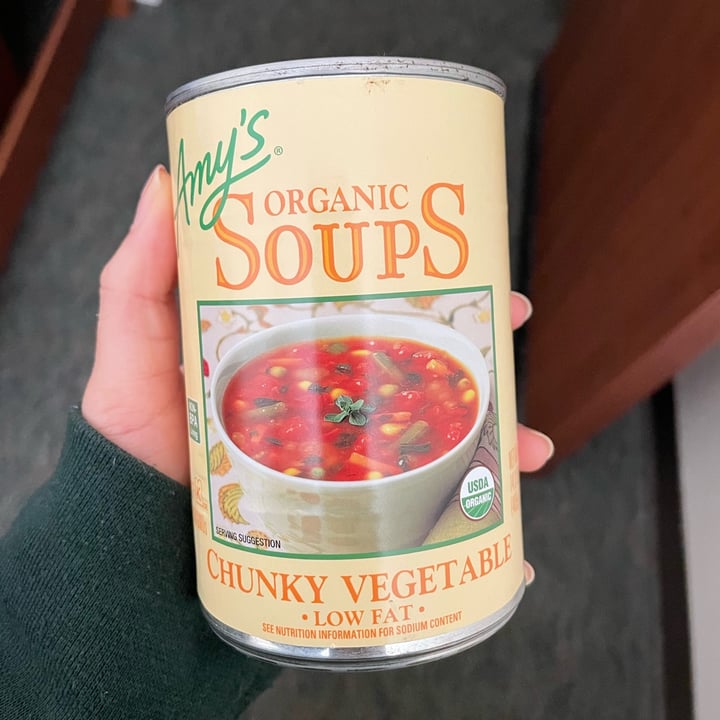 Amy's®
ORGANIC
SOUPS
USDA
ORGANIC
SERVING SUGGESTION
CHUNKY VEGETABLE
• LOW FAT •
SEE NUTRITION INFORMATION FOR SODIUM CONTENT